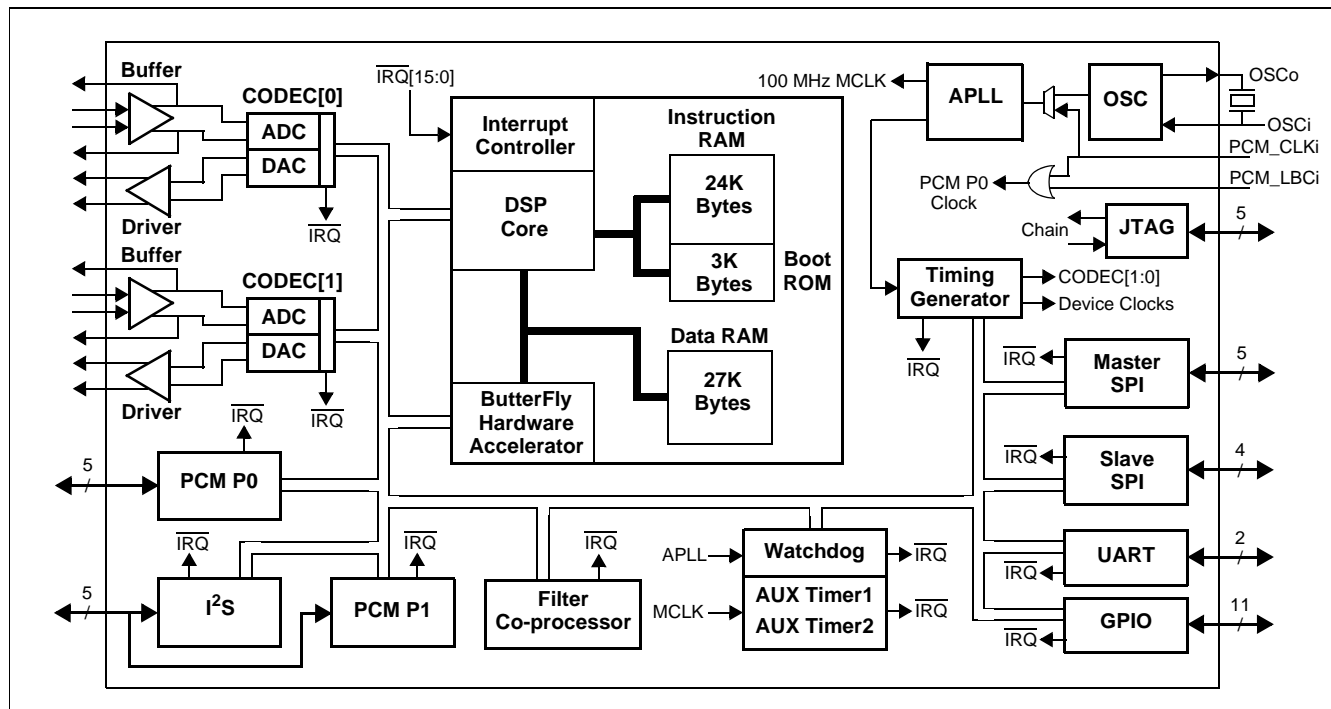 Buffer
CODEC[0]
ADC
DAC
Driver
IRQ
Buffer
CODEC[1]
ADC
DAC
Driver
IRQ
IRQ
5
PCM P0
IRQ
5
I²S
IRQ
PCM P1
IRQ
Filter
Co-processor
IRQ[15:0]
Interrupt
Controller
DSP
Core
ButterFly
Hardware
Accelerator
Instruction
RAM
24K
Bytes
3K
Bytes
Boot
ROM
Data RAM
27K
Bytes
100 MHz MCLK
APLL
OSC
OSCo
OSCi
PCM_CLKi
PCM_LBCi
PCM P0
Clock
Chain
JTAG
5
Timing
Generator
CODEC[1:0]
Device Clocks
IRQ
IRQ
Master
SPI
5
IRQ
Slave
SPI
4
APLL
Watchdog
IRQ
MCLK
AUX Timer1
AUX Timer2
IRQ
UART
IRQ
2
GPIO
IRQ
11